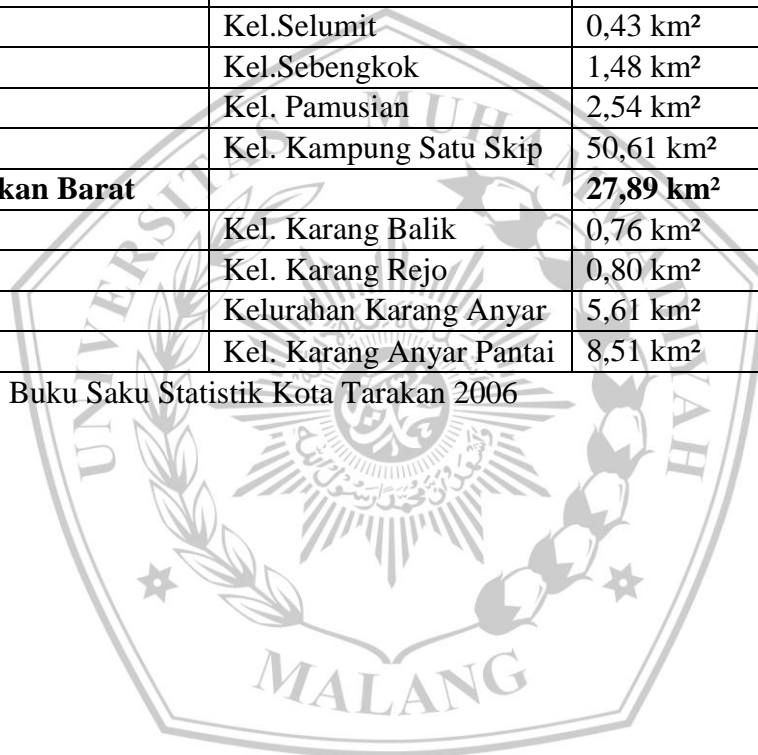 Kel.Selumit 0,43 km²
Kel.Sebengkok 1,48 km²
Kel. Pamusian 2,54 km²
Kel. Kampung Satu Skip 50,61 km²
kan Barat 27,89 km²
Kel. Karang Balik 0,76 km²
Kel. Karang Rejo 0,80 km²
Kelurahan Karang Anyar 5,61 km²
Kel. Karang Anyar Pantai 8,51 km²
Buku Saku Statistik Kota Tarakan 2006
UNIVERSITAS MUHAMMADIYAH
MALANG